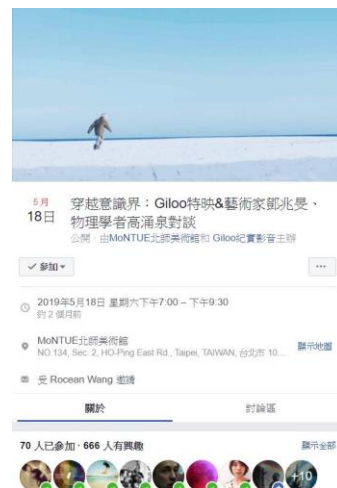 5月
18日
穿越意識界：Giloo特映&藝術家鄧兆旻、
物理學者高涌泉對談
公開 · 由MoNTUE北師美術館和 Giloo紀實影音主辦
✓ 參加 ▾
···
2019年5月18日 星期六下午7:00 – 下午9:30
約 2 個月前
MoNTUE北師美術館
NO.134, Sec. 2, HO-Ping East Rd., Taipei, TAIWAN, 台北市 10...
顯示地圖
受 Rocean Wang 邀請
關於
討論區
70 人已參加 · 666 人有興趣
顯示全部
+10